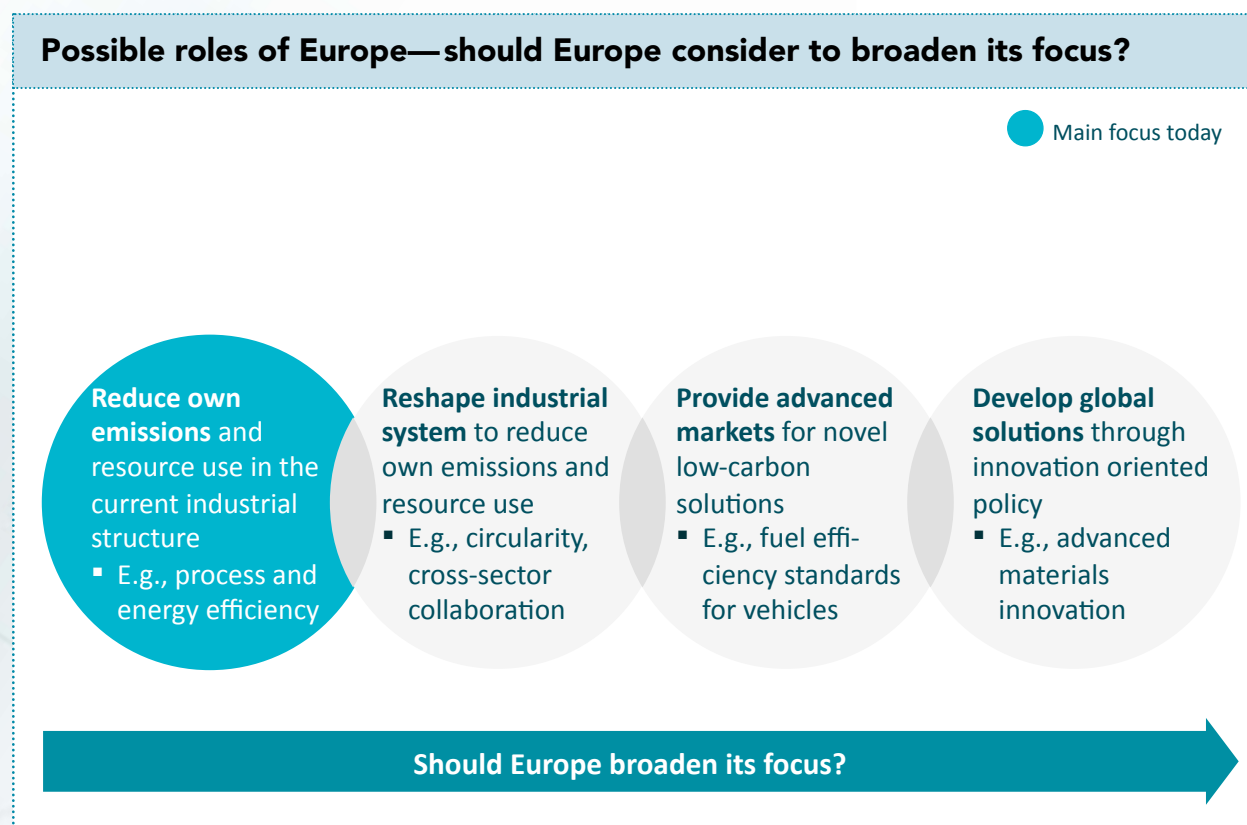 Possible roles of Europe—should Europe consider to broaden its focus?
Main focus today
Reduce own
emissions and
resource use in the
current industrial
structure
▪ E.g., process and
energy efficiency
Reshape industrial
system to reduce
own emissions and
resource use
▪ E.g., circularity,
cross-sector
collaboration
Provide advanced
markets for novel
low-carbon
solutions
▪ E.g., fuel effi-
ciency standards
for vehicles
Develop global
solutions through
innovation oriented
policy
▪ E.g., advanced
materials
innovation
Should Europe broaden its focus?